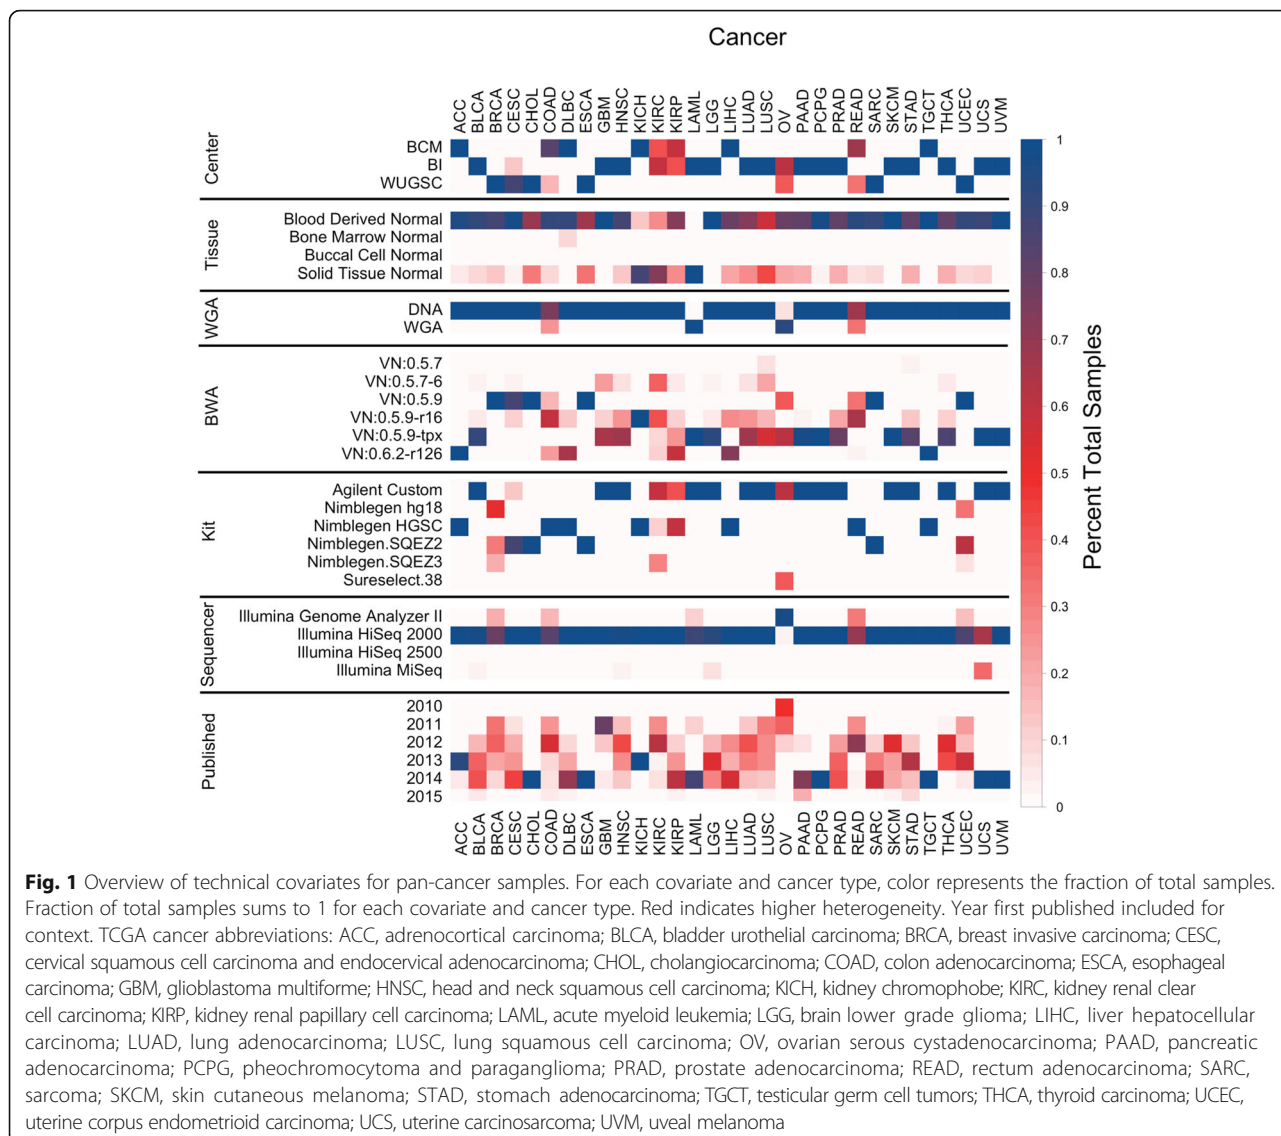 Cancer
ACC BLCA BRCA CESC CHOL COAD DLBC ESCA GBM HNSC KICH KIRC KIRP LAML LGG LIHC LUAD LUSC OV PAAD PCPG PRAD READ SARC SKCM STAD TGCT THCA UCEC UCS UVM
Center
BCM
BI
WUGSC
Tissue
Blood Derived Normal
Bone Marrow Normal
Buccal Cell Normal
Solid Tissue Normal
WGA
DNA
WGA
BWA
VN:0.5.7
VN:0.5.7-6
VN:0.5.9
VN:0.5.9-r16
VN:0.5.9-tpx
VN:0.6.2-r126
Kit
Agilent Custom
Nimblegen hg18
Nimblegen HGSC
Nimblegen.SQEZ2
Nimblegen.SQEZ3
Sureselect.38
Sequencer
Illumina Genome Analyzer II
Illumina HiSeq 2000
Illumina HiSeq 2500
Illumina MiSeq
Published
2010
2011
2012
2013
2014
2015
ACC BLCA BRCA CESC CHOL COAD DLBC ESCA GBM HNSC KICH KIRC KIRP LAML LGG LIHC LUAD LUSC OV PAAD PCPG PRAD READ SARC SKCM STAD TGCT THCA UCEC UCS UVM
1
0.9
0.8
0.7
0.6
0.5
0.4
0.3
0.2
0.1
0
Percent Total Samples
Fig. 1 Overview of technical covariates for pan-cancer samples. For each covariate and cancer type, color represents the fraction of total samples.
Fraction of total samples sums to 1 for each covariate and cancer type. Red indicates higher heterogeneity. Year first published included for
context. TCGA cancer abbreviations: ACC, adrenocortical carcinoma; BLCA, bladder urothelial carcinoma; BRCA, breast invasive carcinoma; CESC,
cervical squamous cell carcinoma and endocervical adenocarcinoma; CHOL, cholangiocarcinoma; COAD, colon adenocarcinoma; ESCA, esophageal
carcinoma; GBM, glioblastoma multiforme; HNSC, head and neck squamous cell carcinoma; KICH, kidney chromophobe; KIRC, kidney renal clear
cell carcinoma; KIRP, kidney renal papillary cell carcinoma; LAML, acute myeloid leukemia; LGG, brain lower grade glioma; LIHC, liver hepatocellular
carcinoma; LUAD, lung adenocarcinoma; LUSC, lung squamous cell carcinoma; OV, ovarian serous cystadenocarcinoma; PAAD, pancreatic
adenocarcinoma; PCPG, pheochromocytoma and paraganglioma; PRAD, prostate adenocarcinoma; READ, rectum adenocarcinoma; SARC,
sarcoma; SKCM, skin cutaneous melanoma; STAD, stomach adenocarcinoma; TGCT, testicular germ cell tumors; THCA, thyroid carcinoma; UCEC,
uterine corpus endometrioid carcinoma; UCS, uterine carcinosarcoma; UVM, uveal melanoma